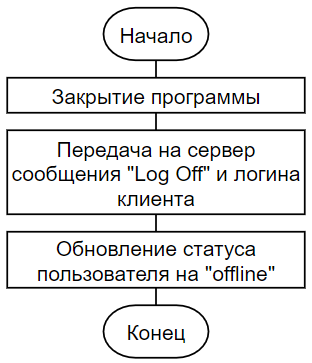 Начало
Закрытие программы
Передача на сервер
сообщения "Log Off" и логина
клиента
Обновление статуса
пользователя на "offline"
Конец